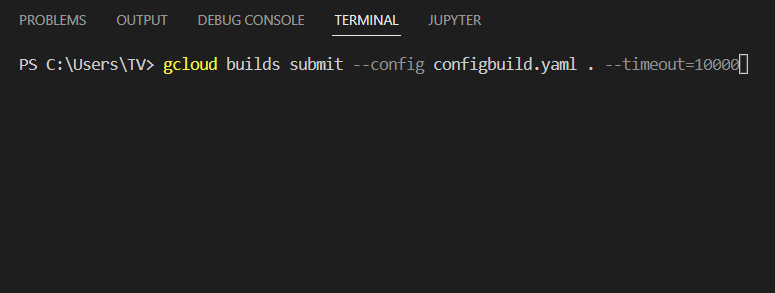 PROBLEMS OUTPUT DEBUG CONSOLE TERMINAL JUPYTER
PS C:\Users\TV> gcloud builds submit --config configbuild.yaml . --timeout=10000